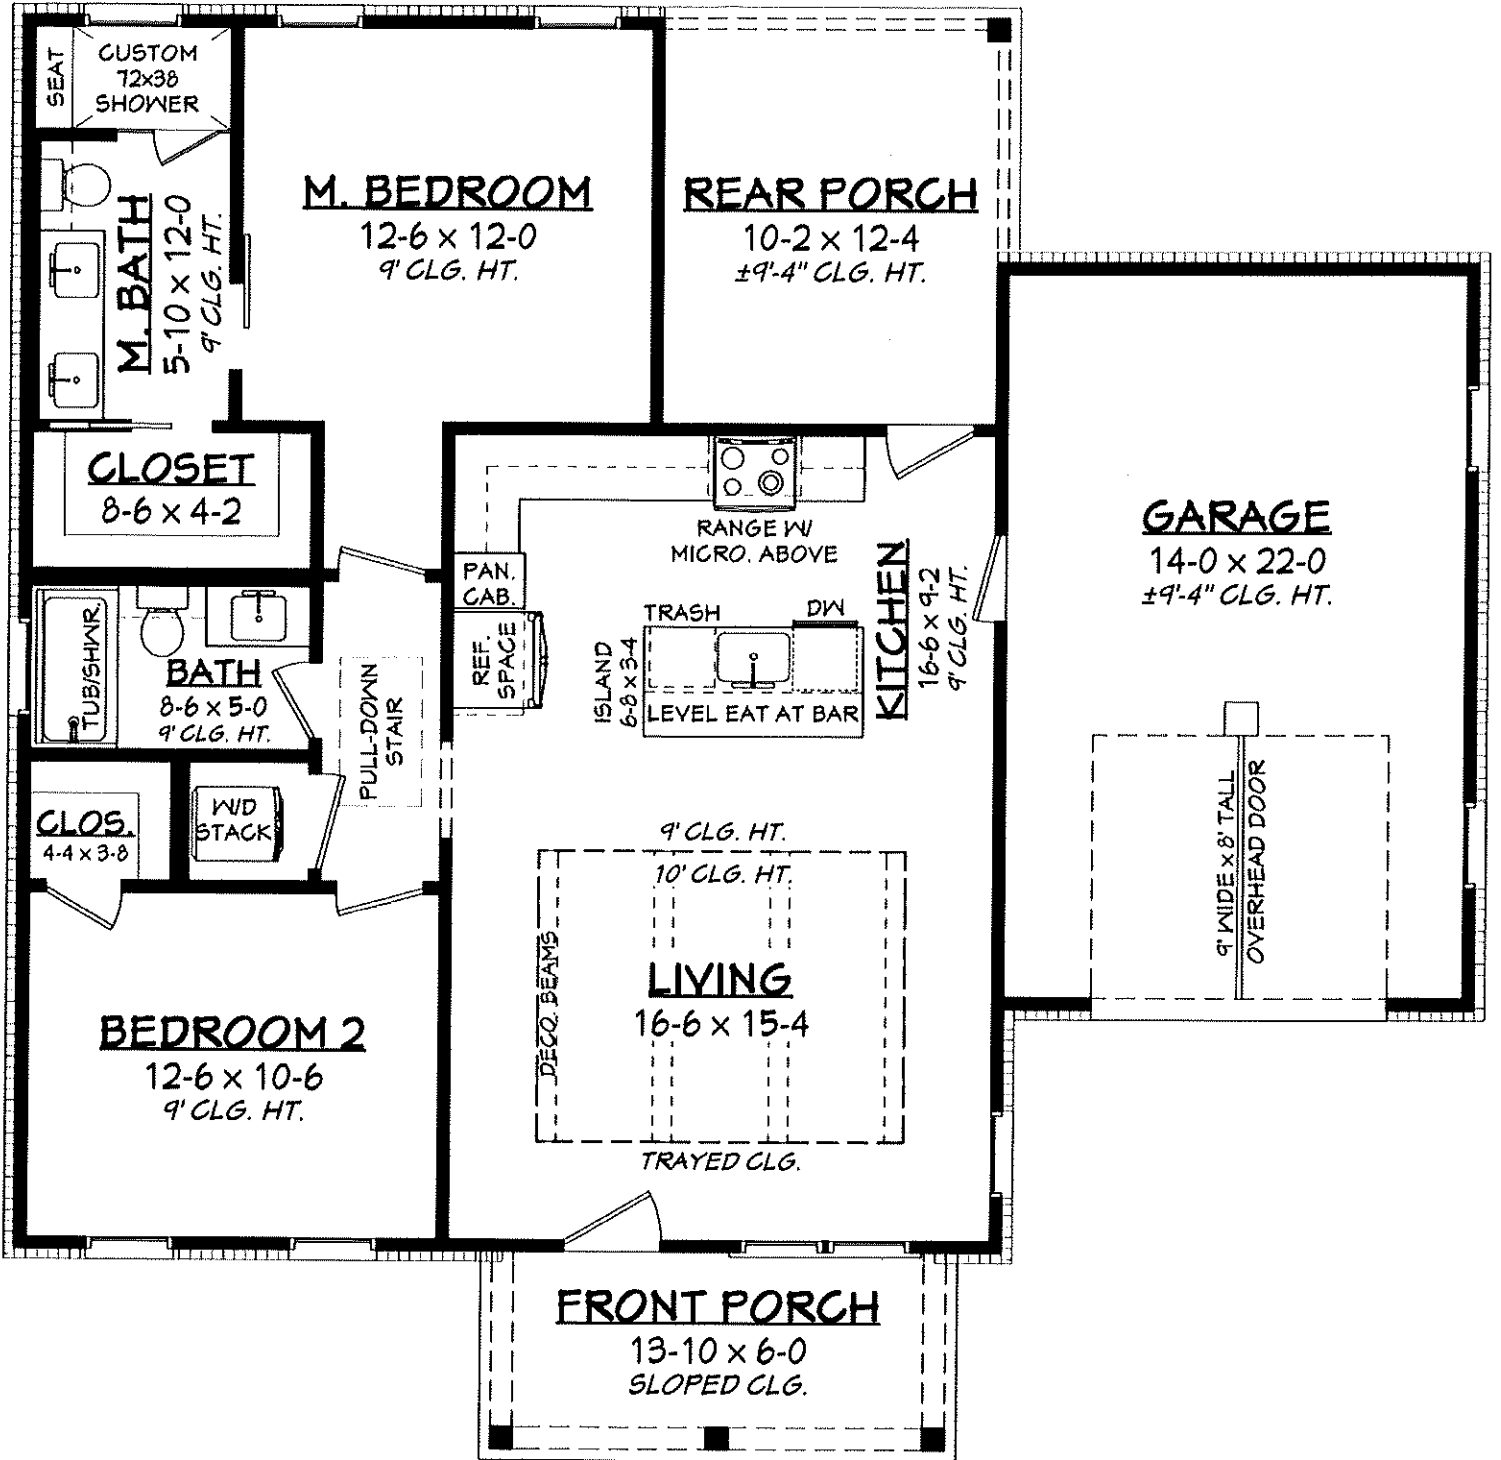 SEAT
CUSTOM
72x38
SHOWER
M. BATH
5-10 x 12-0
9' CLG. HT.
M. BEDROOM
12-6 x 12-0
9' CLG. HT.
REAR PORCH
10-2 x 12-4
±9'-4" CLG. HT.
CLOSET
8-6 x 4-2
RANGE W/
MICRO. ABOVE
PAN.
CAB.
REF.
SPACE
TRASH
DW
ISLAND
6-8 x 3-4
LEVEL EAT AT BAR
KITCHEN
16-6 x 9-2
9' CLG. HT.
GARAGE
14-0 x 22-0
±9'-4" CLG. HT.
9' WIDE x 8' TALL
OVERHEAD DOOR
TUB/SHWR.
BATH
8-6 x 5-0
9' CLG. HT.
PULL-DOWN
STAIR
CLOS.
4-4 x 3-8
W/D
STACK
9' CLG. HT.
10' CLG. HT.
DECO. BEAMS
LIVING
16-6 x 15-4
TRAYED CLG.
BEDROOM 2
12-6 x 10-6
9' CLG. HT.
FRONT PORCH
13-10 x 6-0
SLOPED CLG.